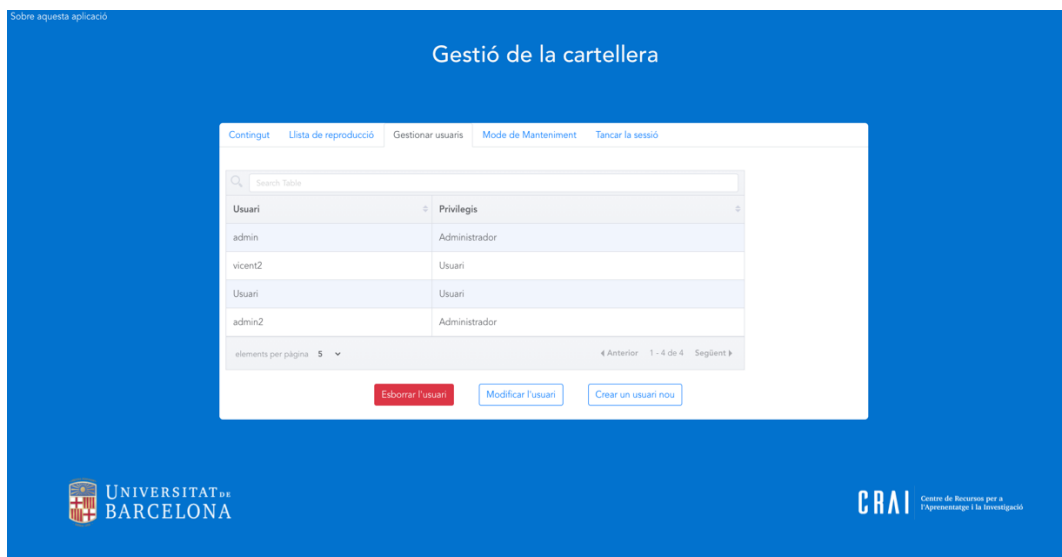 Sobre aquesta aplicació
Gestió de la cartellera
Contingut Llista de reproducció Gestionar usuaris Mode de Manteniment Tancar la sessió
Search Table
Usuari Privilegis
admin Administrador
vicent2 Usuari
Usuari Usuari
admin2 Administrador
elements per pàgina 5 Anterior 1 - 4 de 4 Següent
Esborrar l'usuari Modificar l'usuari Crear un usuari nou
UNIVERSITAT DE
BARCELONA
CRAI
Centre de Recursos per a
l'Aprenentatge i la Investigació